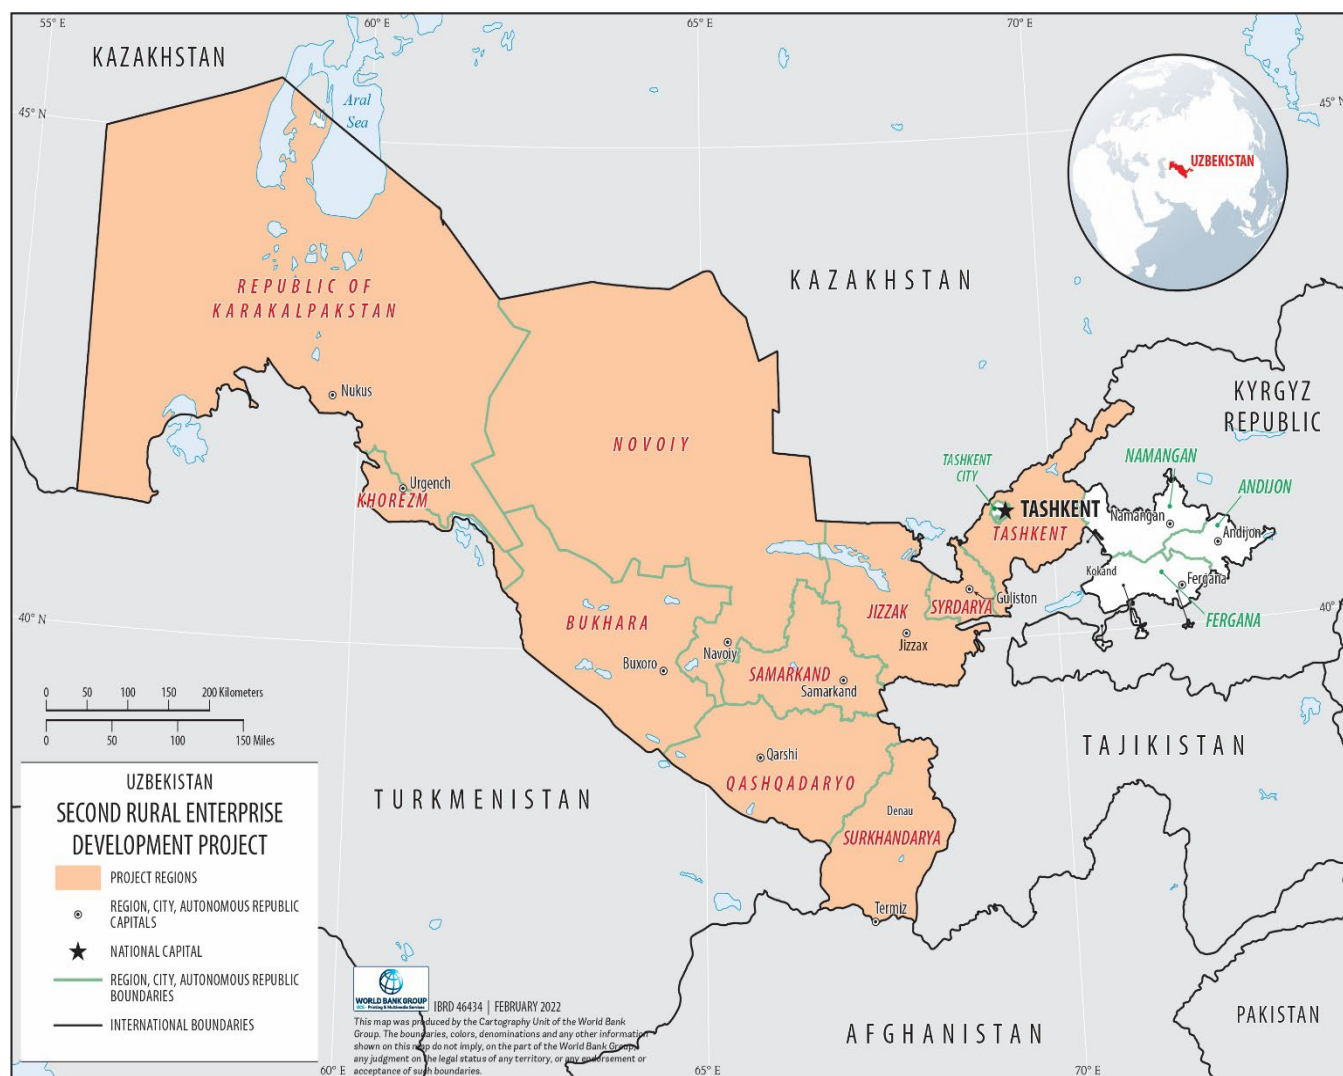 55° E
60° E
65° E
70° E
KAZAKHSTAN
45° N
45° N
Aral
Sea
UZBEKISTAN
KAZAKHSTAN
REPUBLIC OF
KARAKALPAKSTAN
Nukus
KYRGYZ
REPUBLIC
NOVOIY
TASHKENT
CITY
NAMANGAN
ANDIJON
Urgench
KHOREZM
TASHKENT
TASHKENT
Namangan
Andijon
Kokand
Fergana
FERGANA
Guliston
SYRDARYA
JIZZAK
Jizzax
40° N
40° N
BUKHARA
Buxoro
Navoiy
SAMARKAND
Samarkand
0 50 100 150 200 Kilometers
0 50 100 150 Miles
Qarshi
QASHQADARYO
TAJIKISTAN
TURKMENISTAN
Denau
SURKHANDARYA
Termiz
UZBEKISTAN
SECOND RURAL ENTERPRISE
DEVELOPMENT PROJECT
PROJECT REGIONS
REGION, CITY, AUTONOMOUS REPUBLIC
CAPITALS
NATIONAL CAPITAL
REGION, CITY, AUTONOMOUS REPUBLIC
BOUNDARIES
INTERNATIONAL BOUNDARIES
WORLD BANK GROUP
GCS – Printing & Multimedia Services
IBRD 46434 | FEBRUARY 2022
This map was produced by the Cartography Unit of the World Bank
Group. The boundaries, colors, denominations and any other information
shown on this map do not imply, on the part of the World Bank Group,
any judgment on the legal status of any territory, or any endorsement or
acceptance of such boundaries.
AFGHANISTAN
PAKISTAN
60° E
65° E
70° E